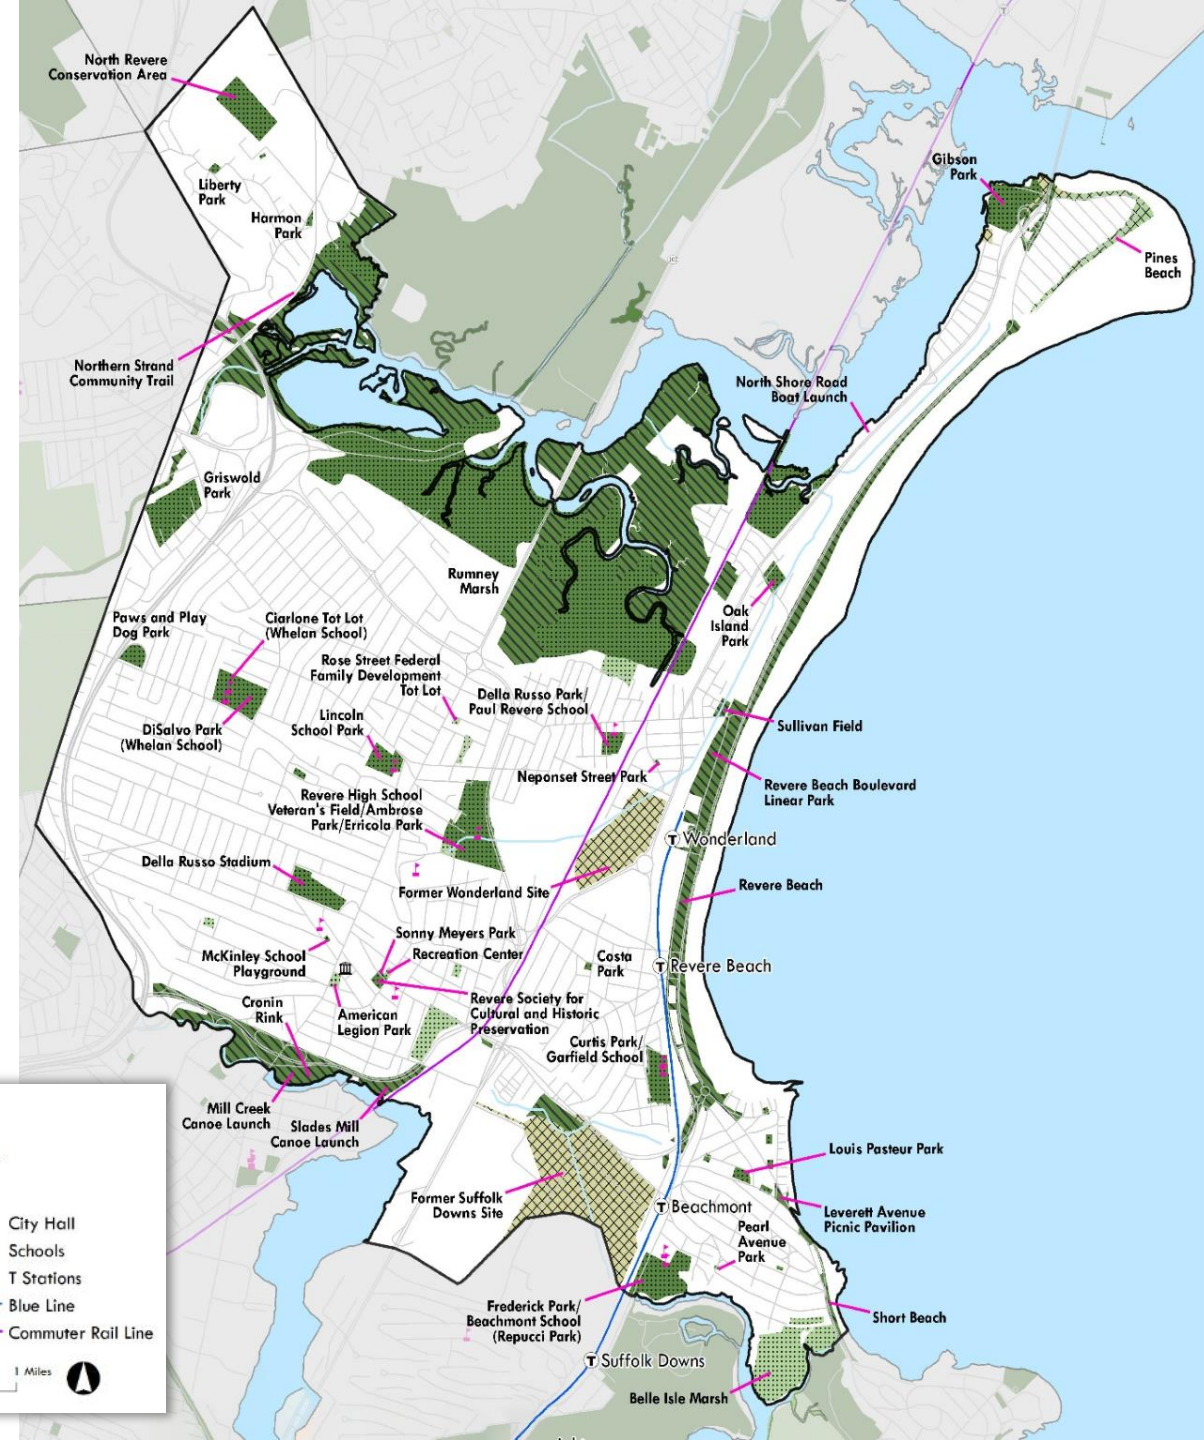 North Revere
Conservation Area
Liberty
Park
Harmon
Park
Gibson
Park
Pines
Beach
Northern Strand
Community Trail
North Shore Road
Boat Launch
Griswold
Park
Rumney
Marsh
Oak
Island
Park
Paws and Play
Dog Park
Ciarlone Tot Lot
(Whelan School)
Rose Street Federal
Family Development
Tot Lot
Della Russo Park/
Paul Revere School
DiSalvo Park
(Whelan School)
Lincoln
School Park
Sullivan Field
Neponset Street Park
Revere Beach Boulevard
Linear Park
Revere High School
Veteran's Field/Ambrose
Park/Erricola Park
T Wonderland
Della Russo Stadium
Former Wonderland Site
Revere Beach
Sonny Meyers Park
Recreation Center
McKinley School
Playground
Costa
Park
T Revere Beach
Cronin
Rink
American
Legion Park
Revere Society for
Cultural and Historic
Preservation
Curtis Park/
Garfield School
Mill Creek
Canoe Launch
Slades Mill
Canoe Launch
Louis Pasteur Park
Former Suffolk
Downs Site
T Beachmont
Leverett Avenue
Picnic Pavilion
Pearl
Avenue
Park
Frederick Park/
Beachmont School
(Repucci Park)
Short Beach
T Suffolk Downs
Belle Isle Marsh
City Hall
Schools
T Stations
Blue Line
Commuter Rail Line
1 Miles